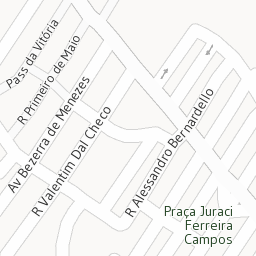 Pass da Vitória
R Primeiro de Maio
Av Bezerra de Menezes
R Valentim Dal Checo
R Alessandro Bernardello
Praça Juraci
Ferreira
Campos